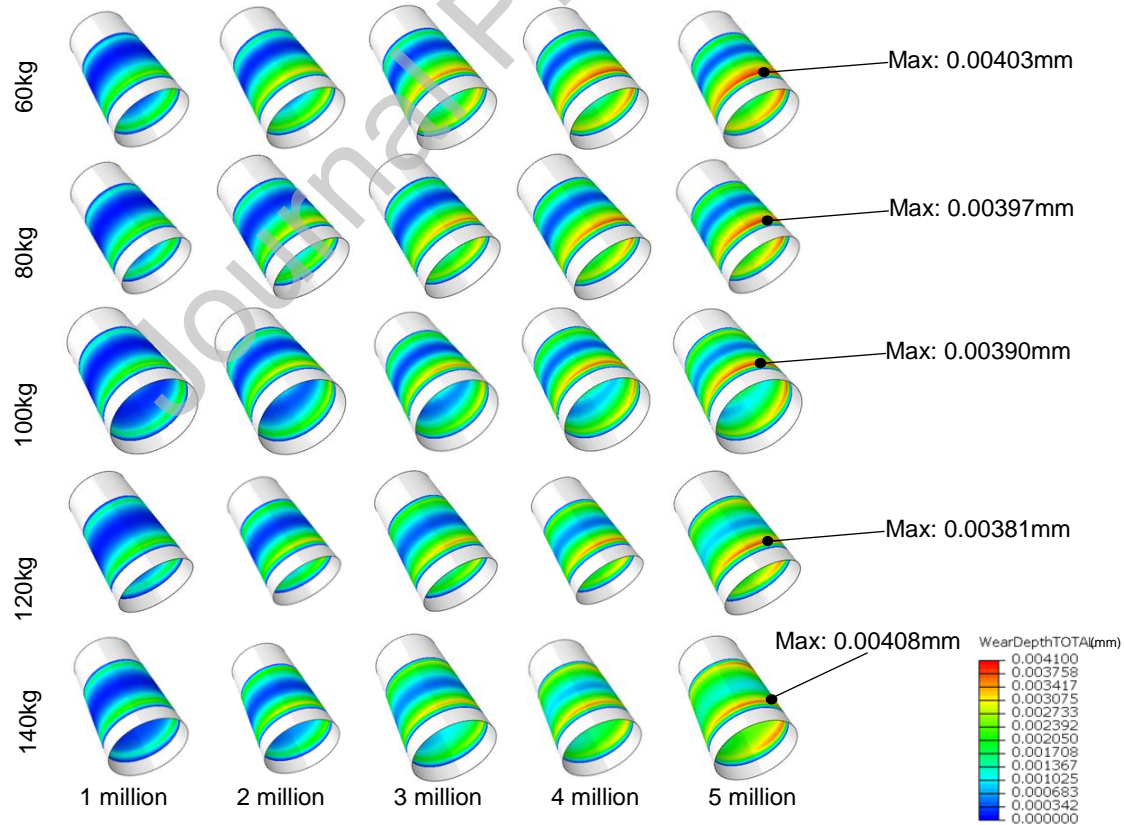 60kg
Max: 0.00403mm
80kg
Max: 0.00397mm
100kg
Max: 0.00390mm
120kg
Max: 0.00381mm
140kg
Max: 0.00408mm
1 million
2 million
3 million
4 million
5 million
WearDepthTOTAL(mm)
0.004100
0.003758
0.003417
0.003075
0.002733
0.002392
0.002050
0.001708
0.001367
0.001025
0.000683
0.000342
0.000000
Journal P